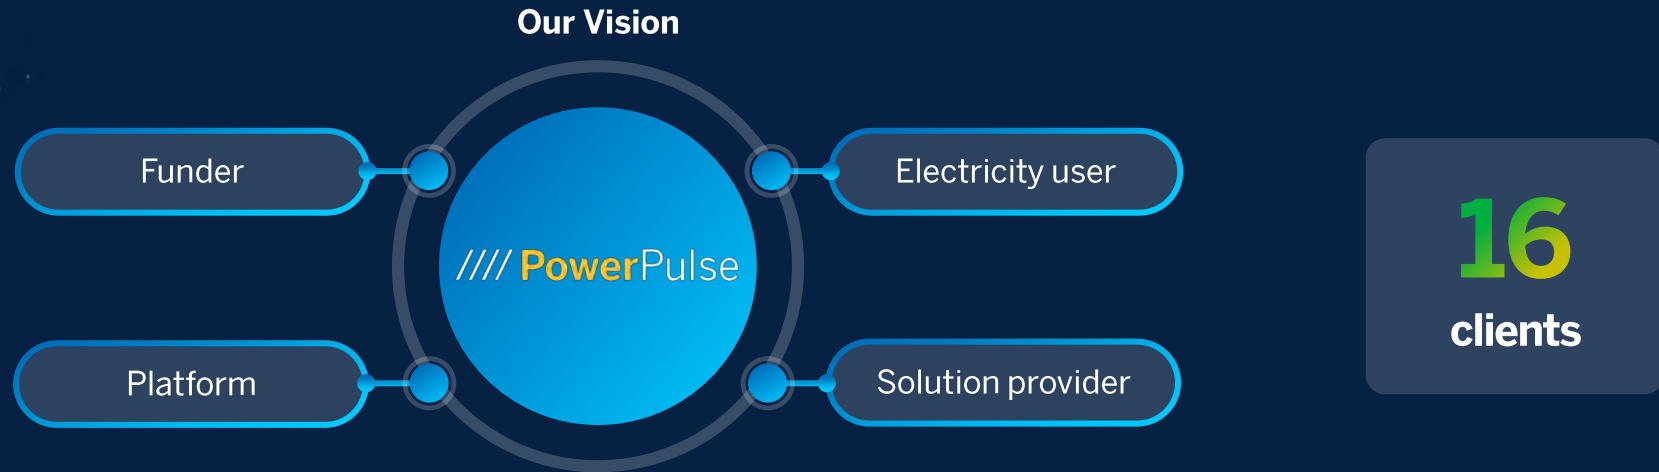 Our Vision
Funder
Electricity user
//// PowerPulse
Platform
Solution provider
16
clients